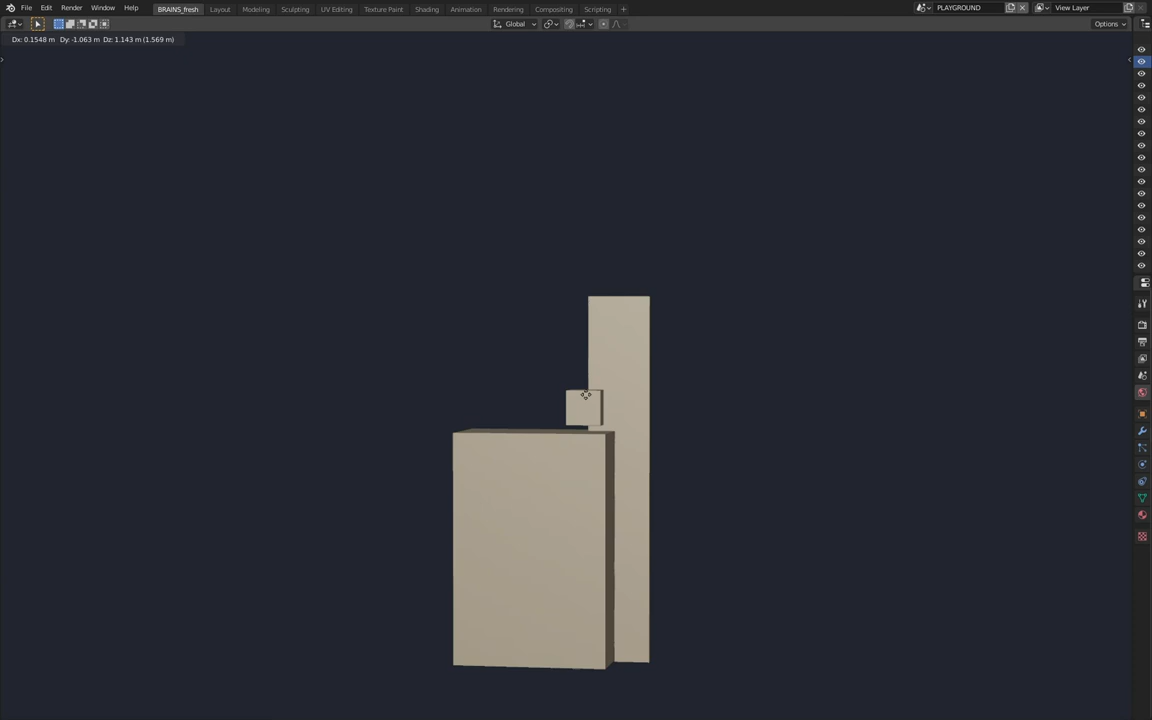 File Edit Render Window Help BRAINS_fresh Layout Modeling Sculpting UV Editing Texture Paint Shading Animation Rendering Compositing Scripting + PLAYGROUND View Layer
Global Options
Dx: 0.1548 m Dy: -1.063 m Dz: 1.143 m (1.569 m)